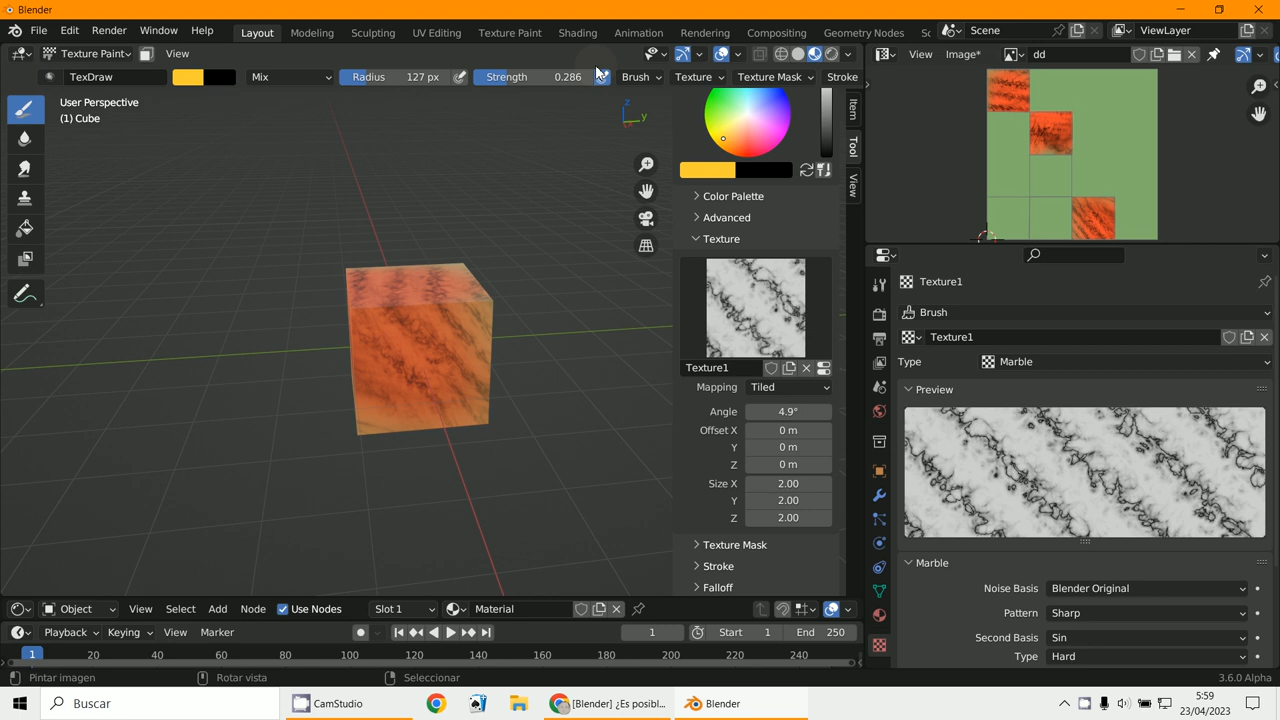 Blender
File Edit Render Window Help Layout Modeling Sculpting UV Editing Texture Paint Shading Animation Rendering Compositing Geometry Nodes Sc Scene ViewLayer
Texture Paint View View Image* dd
TexDraw Mix Radius 127 px Strength 0.286 Brush Texture Texture Mask Stroke
User Perspective
(1) Cube
z
y
Item
Tool
View
Color Palette
Advanced
Texture
Texture1
Mapping Tiled
Angle 4.9°
Offset X 0 m
Y 0 m
Z 0 m
Size X 2.00
Y 2.00
Z 2.00
Texture Mask
Stroke
Falloff
Texture1
Brush
Texture1
Type Marble
Preview
Marble
Noise Basis Blender Original
Pattern Sharp
Second Basis Sin
Type Hard
Object View Select Add Node Use Nodes Slot 1 Material
Playback Keying View Marker 1 Start 1 End 250
1 20 40 60 80 100 120 140 160 180 200 220 240
Pintar imagen Rotar vista Seleccionar 3.6.0 Alpha
Buscar CamStudio [Blender] ¿Es posibl... Blender
5:59
23/04/2023